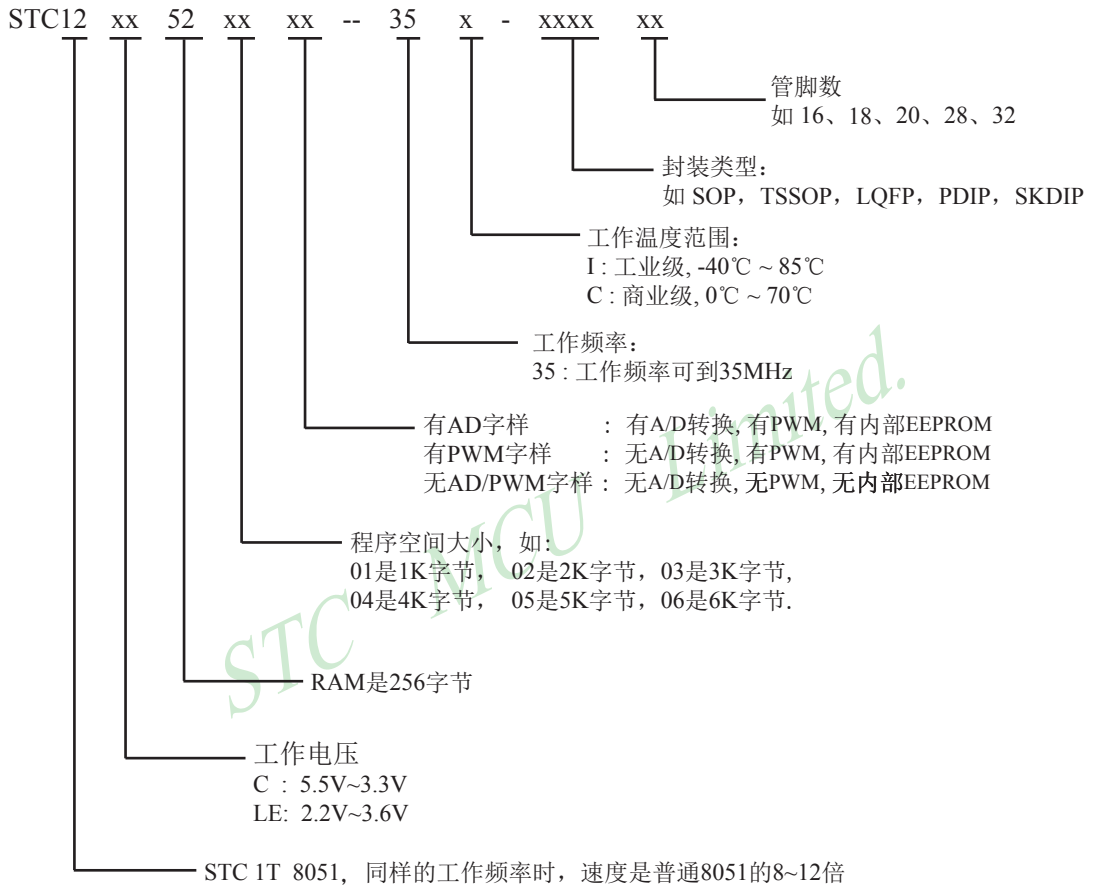 STC12 xx 52 xx xx -- 35 x - xxxx xx
管脚数
如 16、18、20、28、32
封装类型：
如 SOP，TSSOP，LQFP，PDIP，SKDIP
工作温度范围：
I : 工业级, -40℃ ~ 85℃
C : 商业级, 0℃ ~ 70℃
工作频率：
35 : 工作频率可到35MHz
有AD字样 : 有A/D转换, 有PWM, 有内部EEPROM
有PWM字样 : 无A/D转换, 有PWM, 有内部EEPROM
无AD/PWM字样 : 无A/D转换, 无PWM, 无内部EEPROM
程序空间大小，如:
01是1K字节， 02是2K字节，03是3K字节,
04是4K字节， 05是5K字节，06是6K字节.
RAM是256字节
工作电压
C : 5.5V~3.3V
LE: 2.2V~3.6V
STC 1T 8051，同样的工作频率时，速度是普通8051的8~12倍
STC MCU Limited.